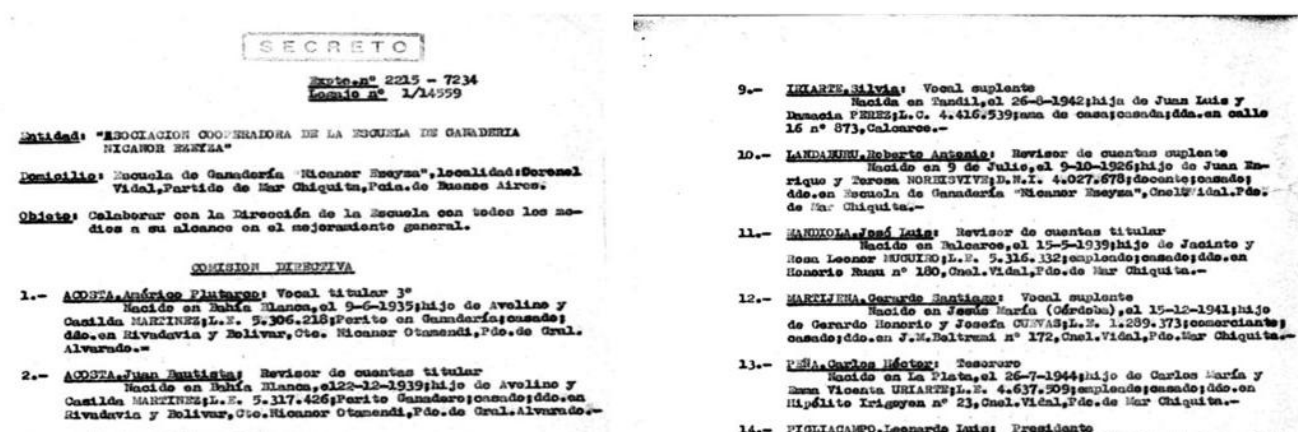 SECRETO
Expte.nº 2215 - 7234
Legajo nº 1/14559
Entidad: "ASOCIACION COOPERADORA DE LA ESCUELA DE GANADERIA
NICANOR EZEYZA"
Domicilio: Escuela de Ganadería "Nicanor Ezeyza",localidad:Coronel
Vidal,Partido de Mar Chiquita,Pcia.de Buenos Aires.
Objeto: Colaborar con la Dirección de la Escuela con todos los me-
dios a su alcance en el mejoramiento general.
COMISION DIRECTIVA
1.- ACOSTA,Américo Plutarco: Vocal titular 3º
Nacido en Bahía Blanca,el 9-6-1935;hijo de Avelino y
Casilda MARTINEZ;L.E. 5.306.218;Perito en Ganadería;casado;
ddo.en Rivadavia y Bolivar,Cte. Nicanor Otamendi,Pdo.de Gral.
Alvarado.-
2.- ACOSTA,Juan Bautista: Revisor de cuentas titular
Nacido en Bahía Blanca,el22-12-1939;hijo de Avelino y
Casilda MARTINEZ;L.E. 5.317.426;Perito Ganadero;casado;ddo.en
Rivadavia y Bolivar,Cte.Nicanor Otamendi,Pdo.de Gral.Alvarado.-
9.- IRIARTE,Silvia: Vocal suplente
Nacida en Tandil,el 26-8-1942;hija de Juan Luis y
Damacia PEREZ;L.C. 4.416.539;ama de casa;casada;dda.en calle
16 nº 873,Balcarce.-
10.- LANDABURU,Roberto Antonio: Revisor de cuentas suplente
Nacido en 9 de Julio,el 9-10-1926;hijo de Juan En-
rique y Teresa D.N.I. 4.027.678;docente;casado;
ddo.en Escuela de Ganadería "Nicanor Ezeyza",Cnel.Vidal,Pdo.
de Mar Chiquita.-
11.- MANDIOLA,José Luis: Revisor de cuentas titular
Nacido en Balcarce,el 15-5-1939;hijo de Jacinto y
Rosa Leonor MUGUIRO;L.E. 5.316.332;empleado;casado;ddo.en
Honorio nº 180,Cnel.Vidal,Pdo.de Mar Chiquita.-
12.- MARTIJENA,Gerardo Santiago: Vocal suplente
Nacido en Jesús María (Córdoba),el 15-12-1941;hijo
de Gerardo Honorio y Josefa CUEVAS;L.E. 1.289.373;comerciante;
casado;ddo.en J.M.Beltrami nº 172,Cnel.Vidal,Pdo.Mar Chiquita.-
13.- PEÑA,Carlos Héctor: Tesorero
Nacido en La Plata,el 26-7-1944;hijo de Carlos María y
Emma Vicenta URIARTE;L.E. 4.637.509;empleado;casado;ddo.en
Hipólito Irigoyen nº 23,Cnel.Vidal,Pdo.de Mar Chiquita.-
14.- PIGLIACAMPO,Leonardo Luis: Presidente